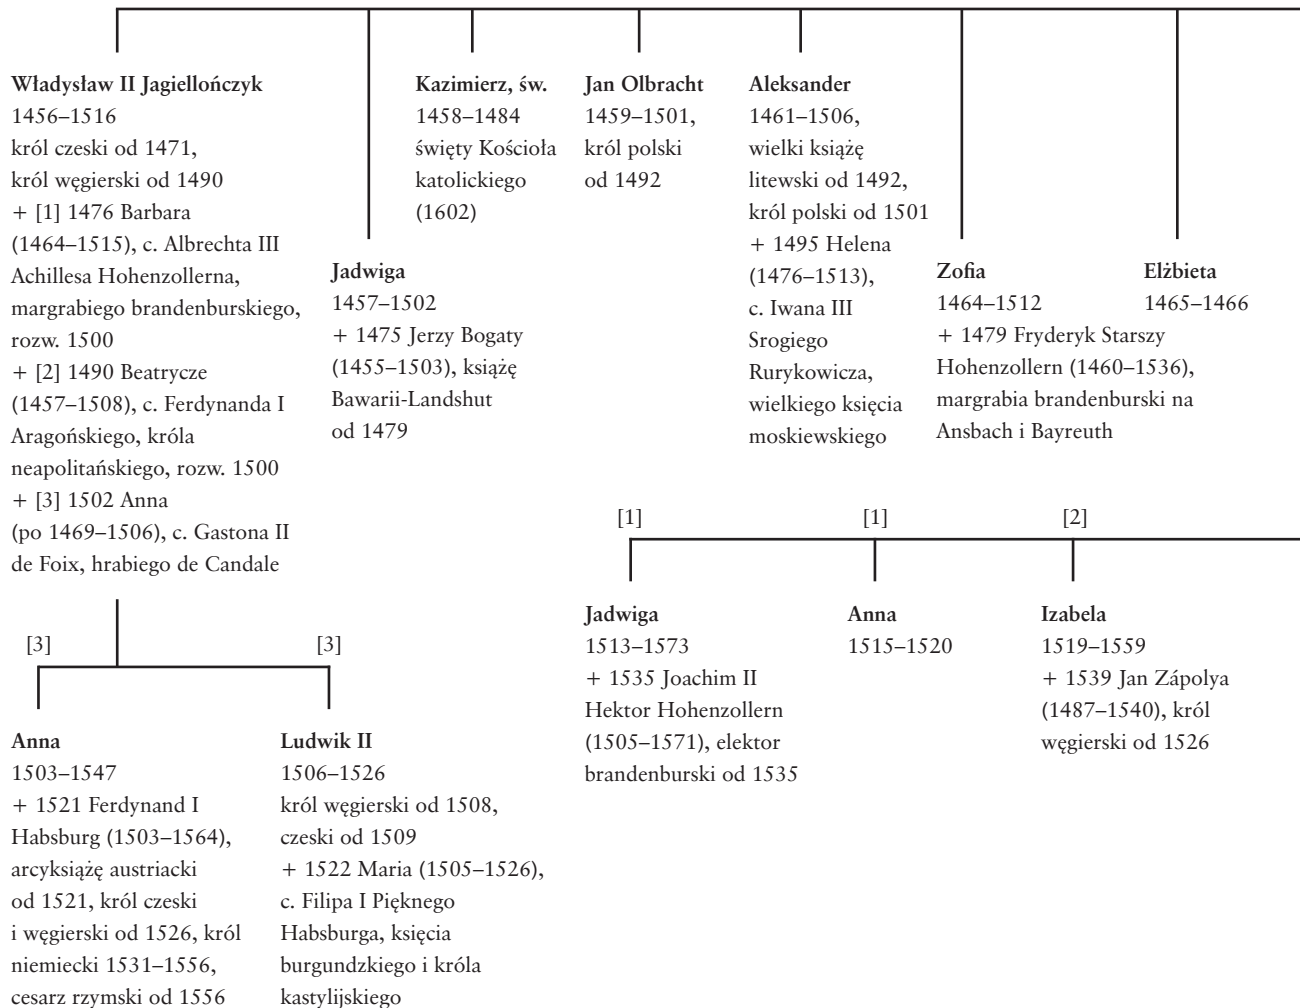 Władysław II Jagiellończyk
1456–1516
król czeski od 1471,
król węgierski od 1490
+ [1] 1476 Barbara
(1464–1515), c. Albrechta III
Achillesa Hohenzollerna,
margrabiego brandenburskiego,
rozw. 1500
+ [2] 1490 Beatrycze
(1457–1508), c. Ferdynanda I
Aragońskiego, króla
neapolitańskiego, rozw. 1500
+ [3] 1502 Anna
(po 1469–1506), c. Gastona II
de Foix, hrabiego de Candale
Jadwiga
1457–1502
+ 1475 Jerzy Bogaty
(1455–1503), książę
Bawarii-Landshut
od 1479
Kazimierz, św.
1458–1484
święty Kościoła
katolickiego
(1602)
Jan Olbracht
1459–1501,
król polski
od 1492
Aleksander
1461–1506,
wielki książę
litewski od 1492,
król polski od 1501
+ 1495 Helena
(1476–1513),
c. Iwana III
Srogiego
Rurykowicza,
wielkiego księcia
moskiewskiego
Zofia
1464–1512
+ 1479 Fryderyk Starszy
Hohenzollern (1460–1536),
margrabia brandenburski na
Ansbach i Bayreuth
Elżbieta
1465–1466
[3]
[3]
Anna
1503–1547
+ 1521 Ferdynand I
Habsburg (1503–1564),
arcyksiążę austriacki
od 1521, król czeski
i węgierski od 1526, król
niemiecki 1531–1556,
cesarz rzymski od 1556
Ludwik II
1506–1526
król węgierski od 1508,
czeski od 1509
+ 1522 Maria (1505–1526),
c. Filipa I Pięknego
Habsburga, księcia
burgundzkiego i króla
kastylijskiego
[1]
[1]
[2]
Jadwiga
1513–1573
+ 1535 Joachim II
Hektor Hohenzollern
(1505–1571), elektor
brandenburski od 1535
Anna
1515–1520
Izabela
1519–1559
+ 1539 Jan Zápolya
(1487–1540), król
węgierski od 1526